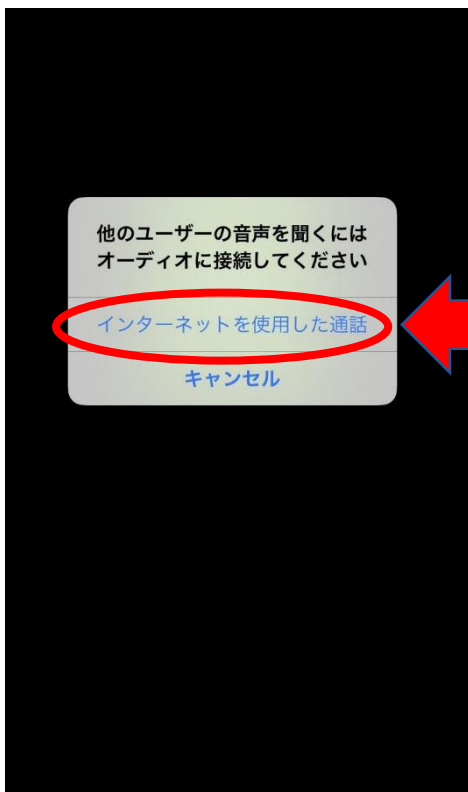 他のユーザーの音声を聞くには
オーディオに接続してください
インターネットを使用した通話
キャンセル